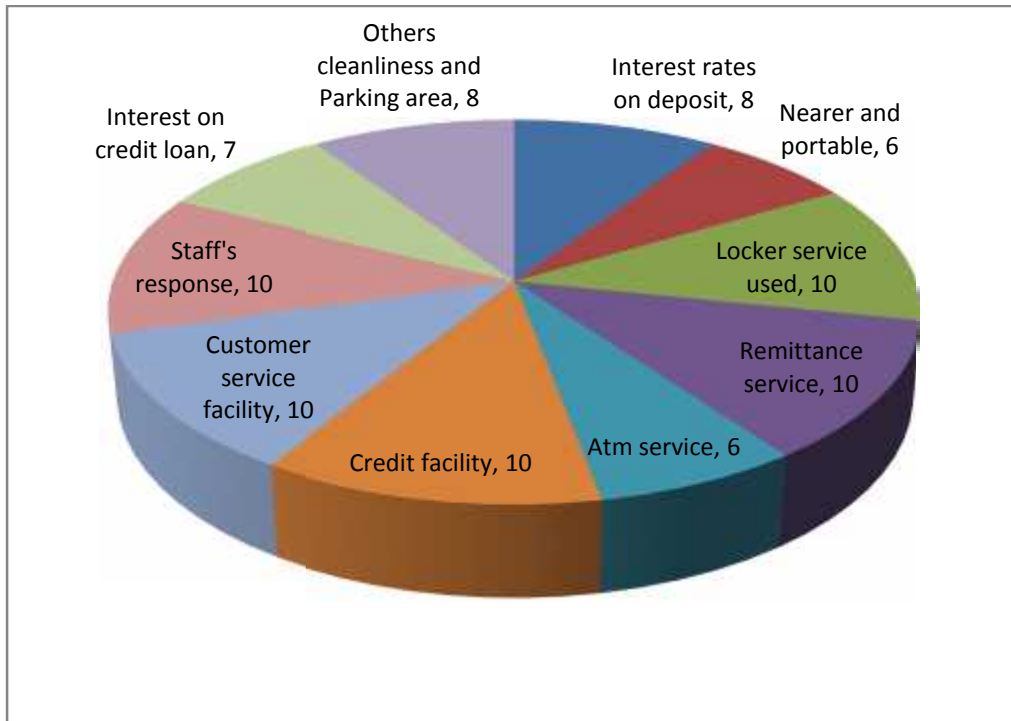 Others
cleanliness and
Parking area, 8
Interest rates
on deposit, 8
Nearer and
portable, 6
Locker service
used, 10
Remittance
service, 10
Atm service, 6
Credit facility, 10
Customer
service
facility, 10
Staff's
response, 10
Interest on
credit loan, 7